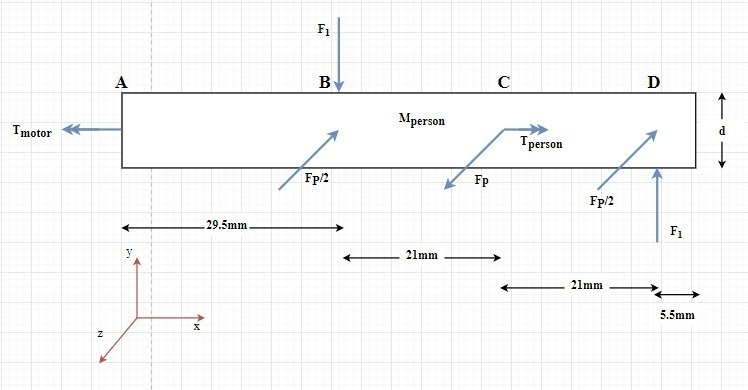 F1
A
B
C
D
Tmotor
Mperson
Tperson
d
Fp/2
Fp
Fp/2
29.5mm
F1
21mm
y
21mm
x
5.5mm
z